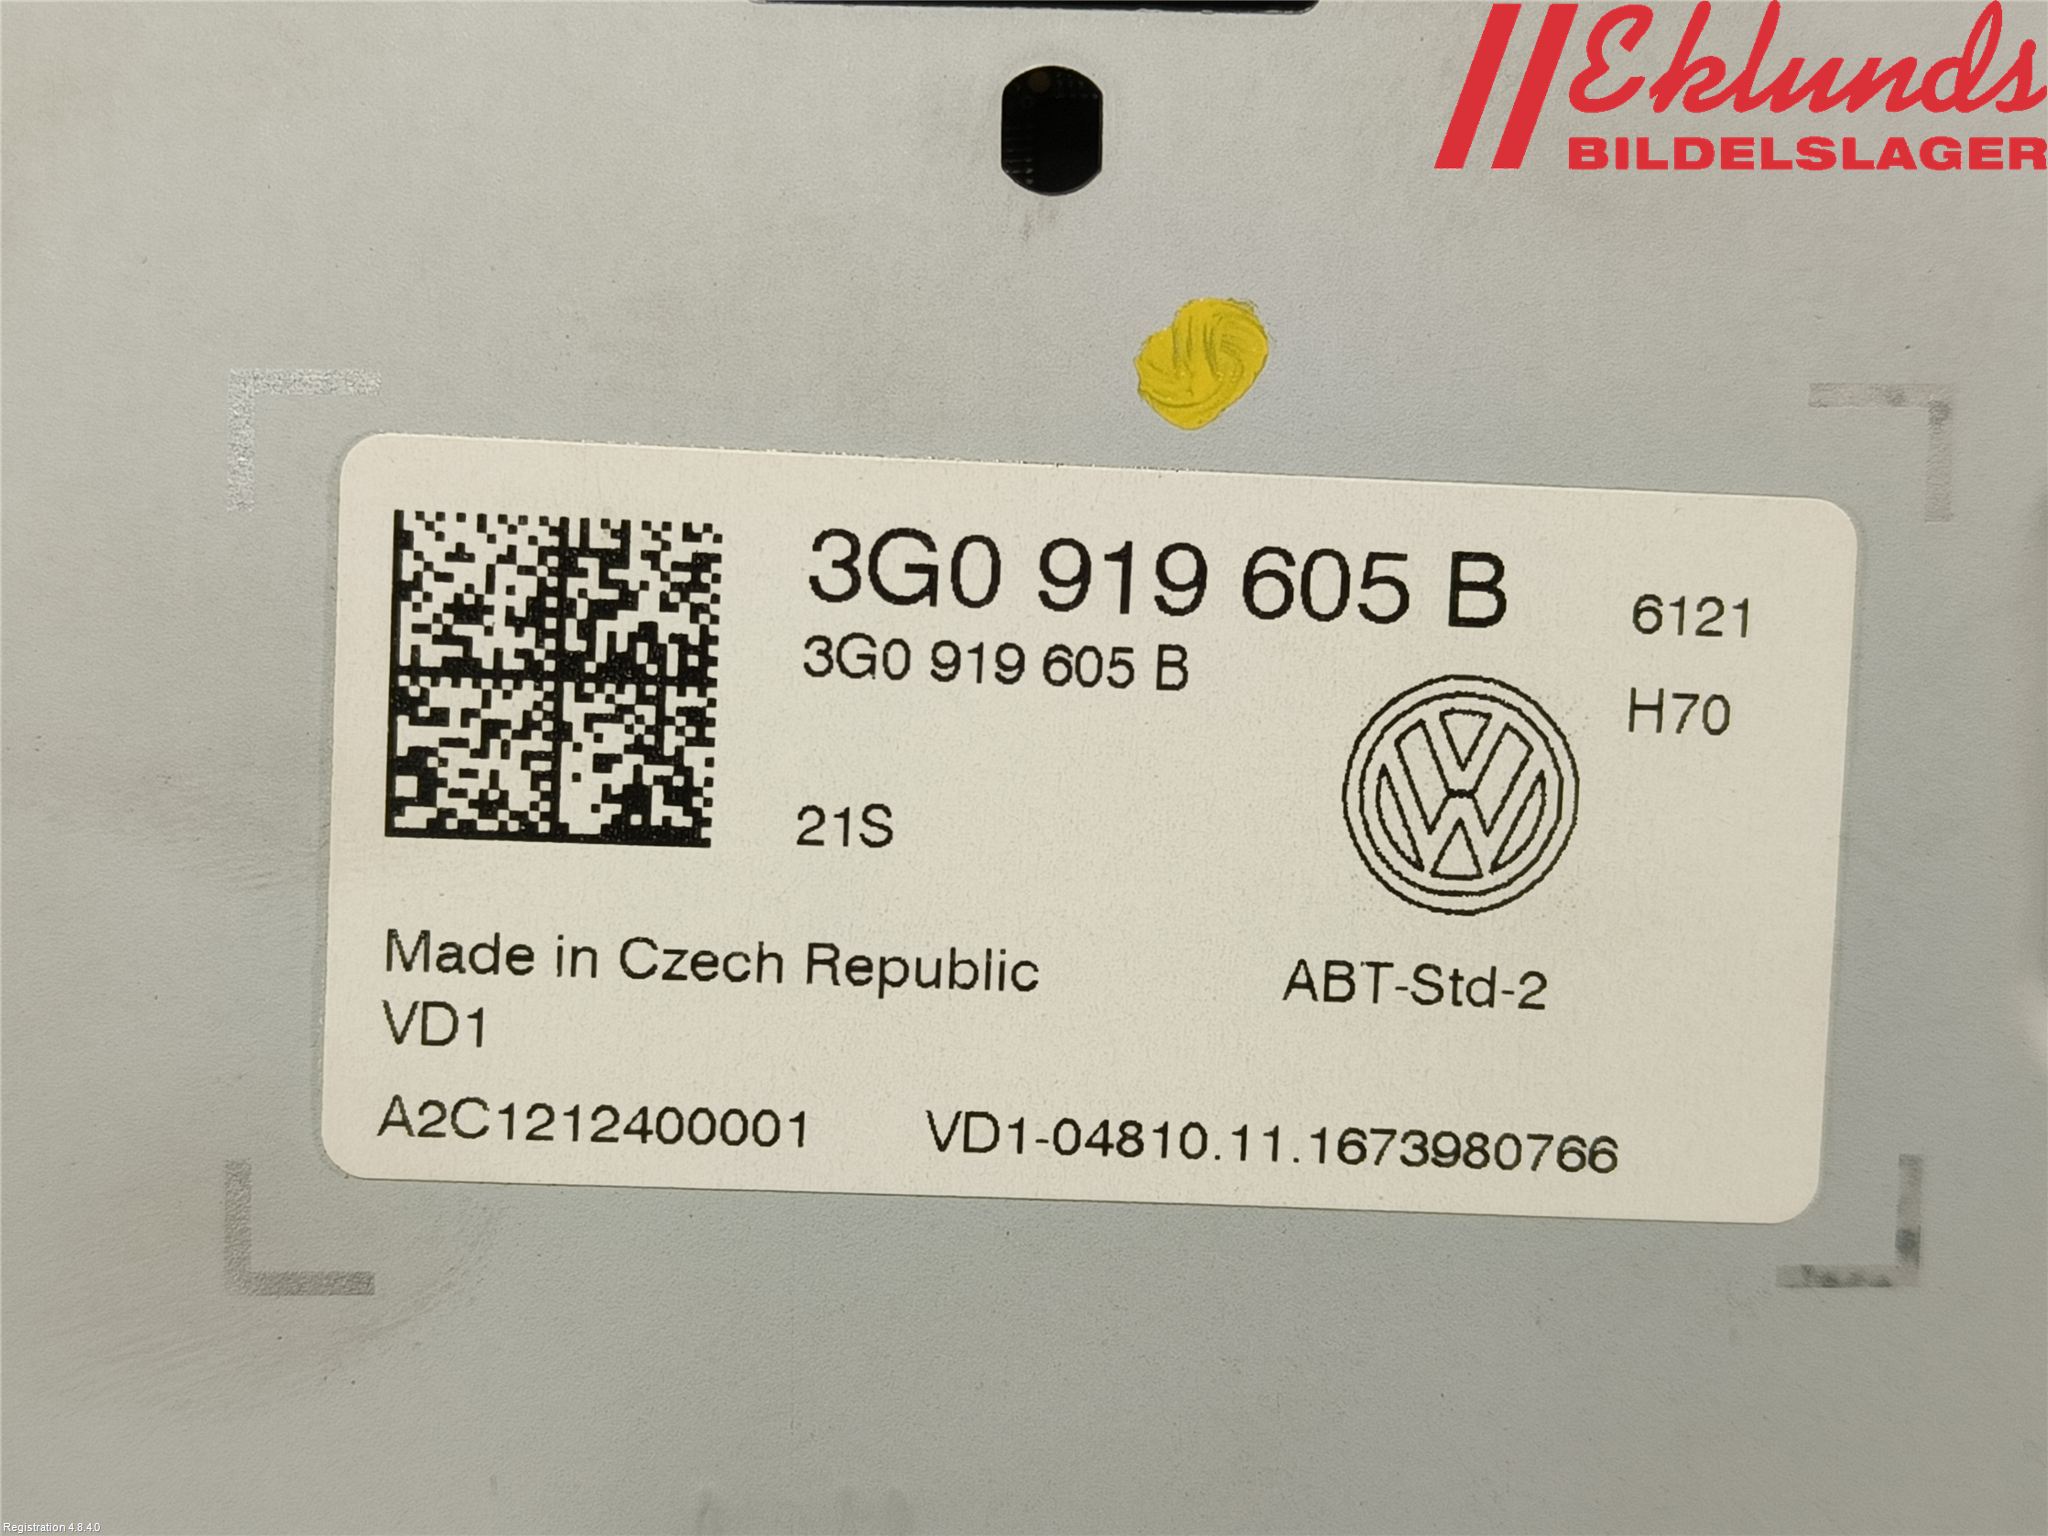 Eklunds
BILDELSLAGER
3G0 919 605 B
6121
3G0 919 605 B
H70
21S
Made in Czech Republic
ABT-Std-2
VD1
A2C1212400001
VD1-04810.11.1673980766
Registration 4.8.4.0